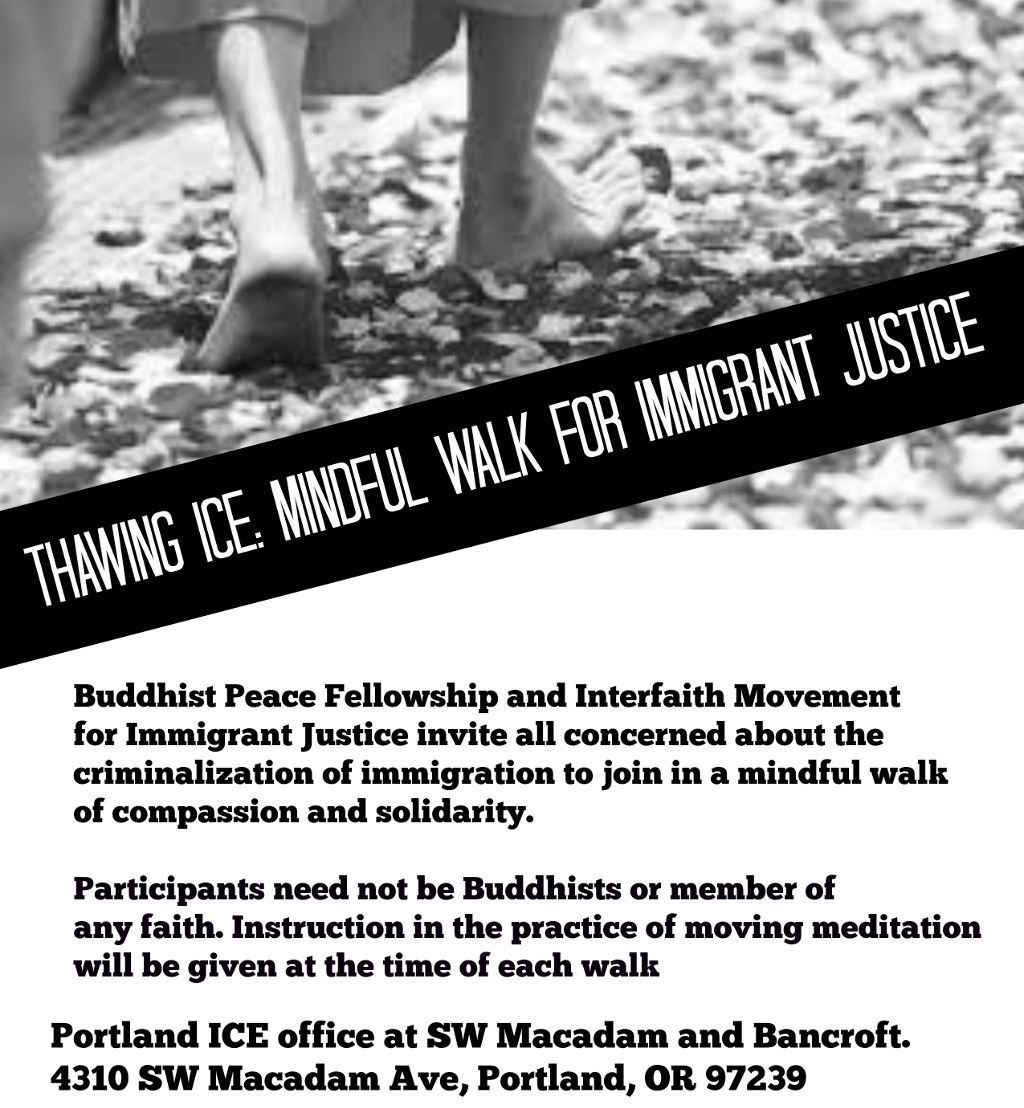 THAWING ICE: MINDFUL WALK FOR IMMIGRANT JUSTICE
Buddhist Peace Fellowship and Interfaith Movement
for Immigrant Justice invite all concerned about the
criminalization of immigration to join in a mindful walk
of compassion and solidarity.
Participants need not be Buddhists or member of
any faith. Instruction in the practice of moving meditation
will be given at the time of each walk
Portland ICE office at SW Macadam and Bancroft.
4310 SW Macadam Ave, Portland, OR 97239